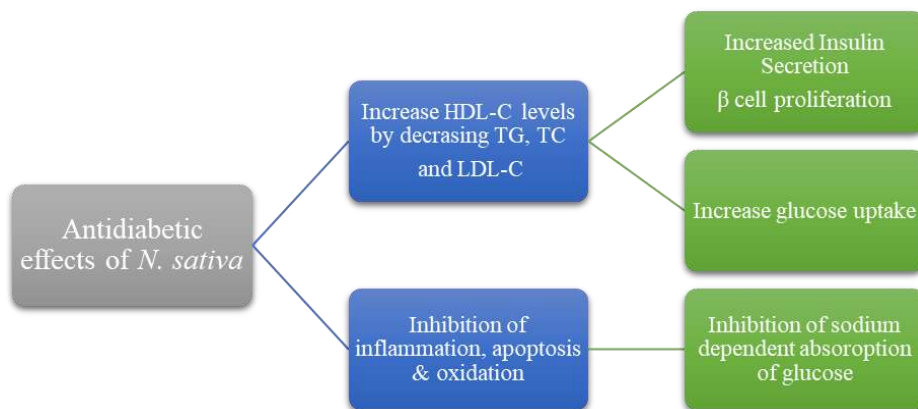 Antidiabetic
effects of N. sativa
Increase HDL-C levels
by decrasing TG, TC
and LDL-C
Inhibition of
inflammation, apoptosis
& oxidation
Increased Insulin
Secretion
β cell proliferation
Increase glucose uptake
Inhibition of sodium
dependent absoroption
of glucose